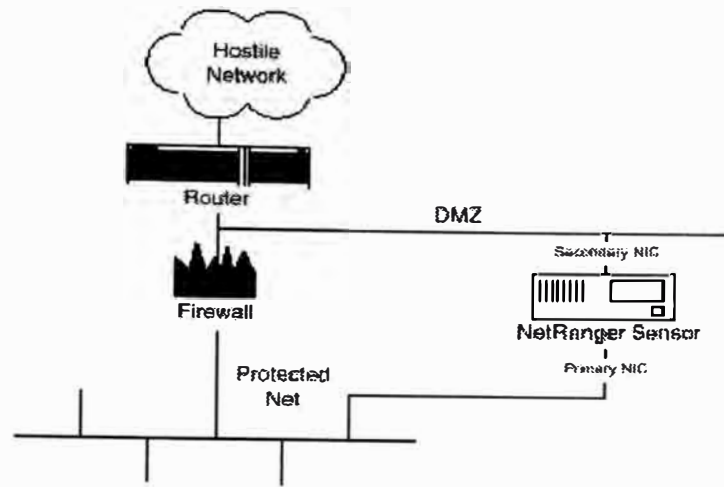 Hostile
Network
Router
DMZ
Secondary NIC
Firewall
NetRanger Sensor
Primary NIC
Protected
Net